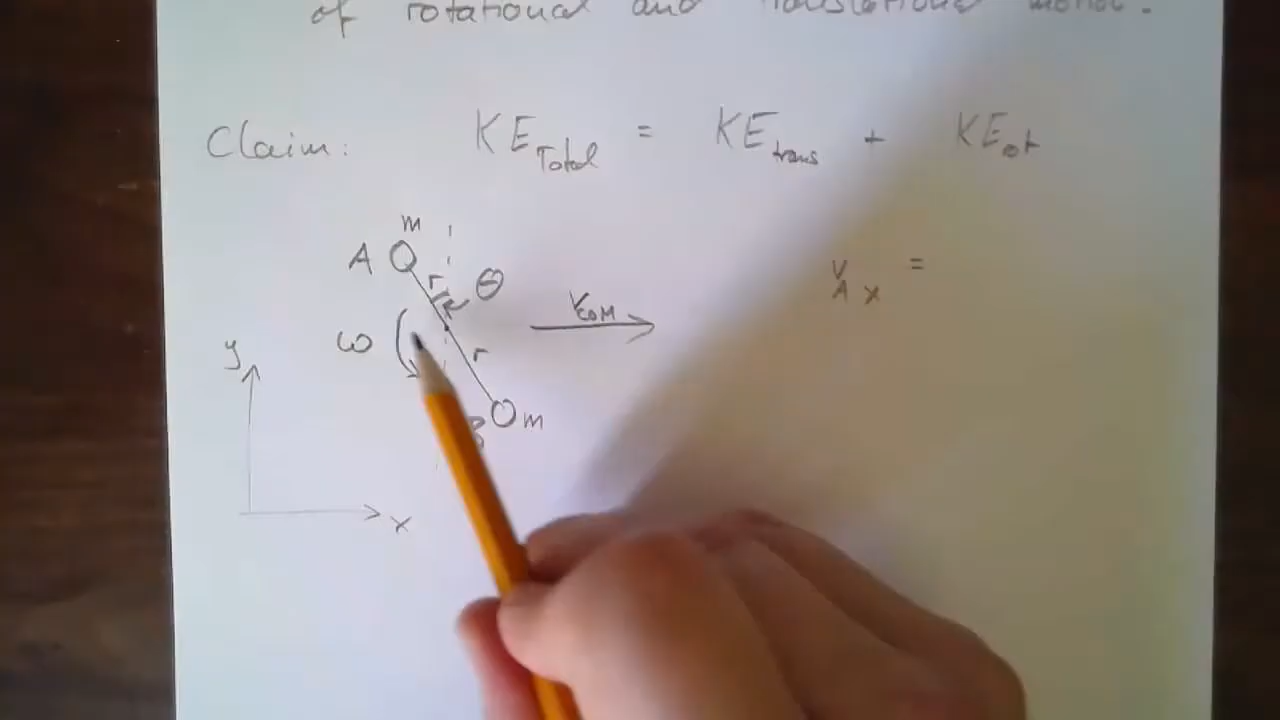 of rotational and translational motion.
Claim: KE_Total = KE_trans + KE_rot
m
A r θ
V_COM
V_Ax =
ω r
y
m
B
x